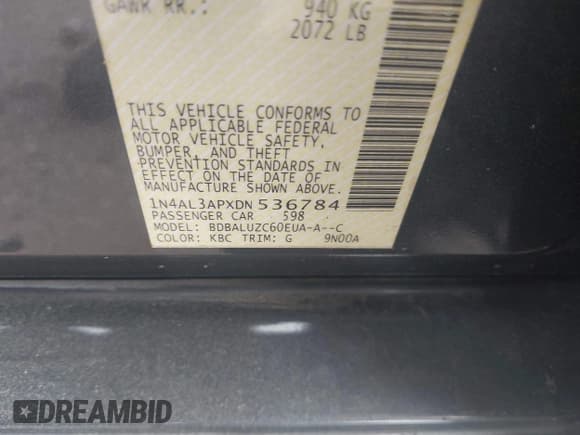 GAWR RR.: 940 KG
2072 LB
THIS VEHICLE CONFORMS TO
ALL APPLICABLE FEDERAL
MOTOR VEHICLE SAFETY,
BUMPER, AND THEFT
PREVENTION STANDARDS IN
EFFECT ON THE DATE OF
MANUFACTURE SHOWN ABOVE.
1N4AL3APXDN 536784
PASSENGER CAR 598
MODEL: BDBALUZC60EUA-A--C
COLOR: KBC TRIM: G 9N00A
DREAMBID